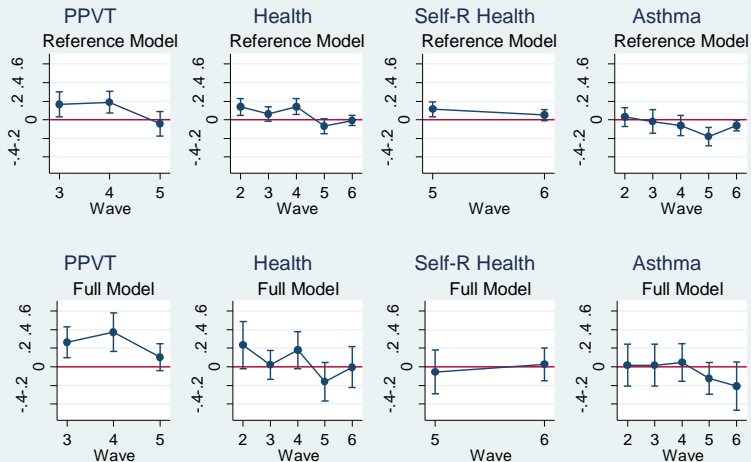 PPVT Health Self-R Health Asthma
Reference Model Reference Model Reference Model Reference Model
-.4-.2 0 .2 .4 .6 -.4-.2 0 .2 .4 .6 -.4-.2 0 .2 .4 .6 -.4-.2 0 .2 .4 .6
3 4 5 2 3 4 5 6 5 6 2 3 4 5 6
Wave Wave Wave Wave
PPVT Health Self-R Health Asthma
Full Model Full Model Full Model Full Model
-.4-.2 0 .2 .4 .6 -.4-.2 0 .2 .4 .6 -.4-.2 0 .2 .4 .6 -.4-.2 0 .2 .4 .6
3 4 5 2 3 4 5 6 5 6 2 3 4 5 6
Wave Wave Wave Wave